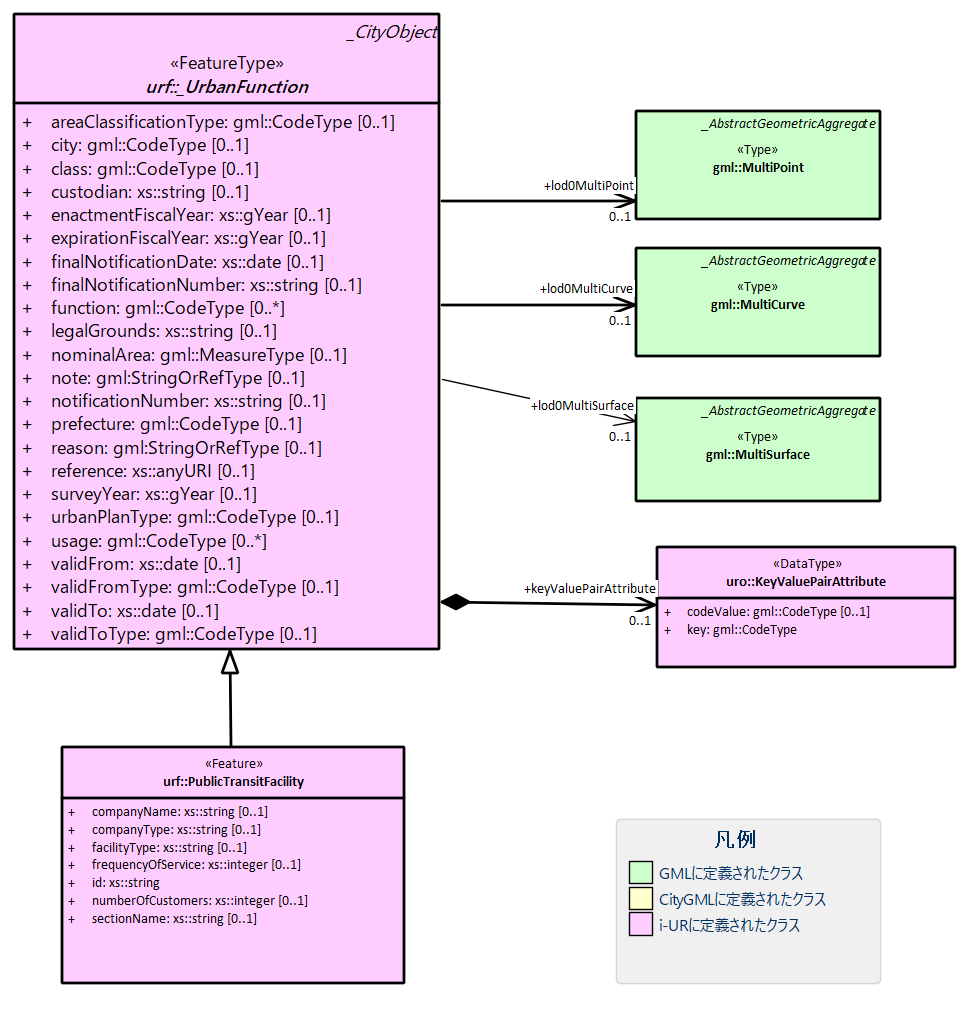 _CityObject
«FeatureType»
urf::_UrbanFunction
+ areaClassificationType: gml::CodeType [0..1]
+ city: gml::CodeType [0..1]
+ class: gml::CodeType [0..1]
+ custodian: xs::string [0..1]
+ enactmentFiscalYear: xs::gYear [0..1]
+ expirationFiscalYear: xs::gYear [0..1]
+ finalNotificationDate: xs::date [0..1]
+ finalNotificationNumber: xs::string [0..1]
+ function: gml::CodeType [0..*]
+ legalGrounds: xs::string [0..1]
+ nominalArea: gml::MeasureType [0..1]
+ note: gml:StringOrRefType [0..1]
+ notificationNumber: xs::string [0..1]
+ prefecture: gml::CodeType [0..1]
+ reason: gml:StringOrRefType [0..1]
+ reference: xs::anyURI [0..1]
+ surveyYear: xs::gYear [0..1]
+ urbanPlanType: gml::CodeType [0..1]
+ usage: gml::CodeType [0..*]
+ validFrom: xs::date [0..1]
+ validFromType: gml::CodeType [0..1]
+ validTo: xs::date [0..1]
+ validToType: gml::CodeType [0..1]
+lod0MultiPoint
0..1
_AbstractGeometricAggregate
«Type»
gml::MultiPoint
+lod0MultiCurve
0..1
_AbstractGeometricAggregate
«Type»
gml::MultiCurve
+lod0MultiSurface
0..1
_AbstractGeometricAggregate
«Type»
gml::MultiSurface
+keyValuePairAttribute
0..1
«DataType»
uro::KeyValuePairAttribute
+ codeValue: gml::CodeType [0..1]
+ key: gml::CodeType
«Feature»
urf::PublicTransitFacility
+ companyName: xs::string [0..1]
+ companyType: xs::string [0..1]
+ facilityType: xs::string [0..1]
+ frequencyOfService: xs::integer [0..1]
+ id: xs::string
+ numberOfCustomers: xs::integer [0..1]
+ sectionName: xs::string [0..1]
凡例
GMLに定義されたクラス
CityGMLに定義されたクラス
i-URに定義されたクラス